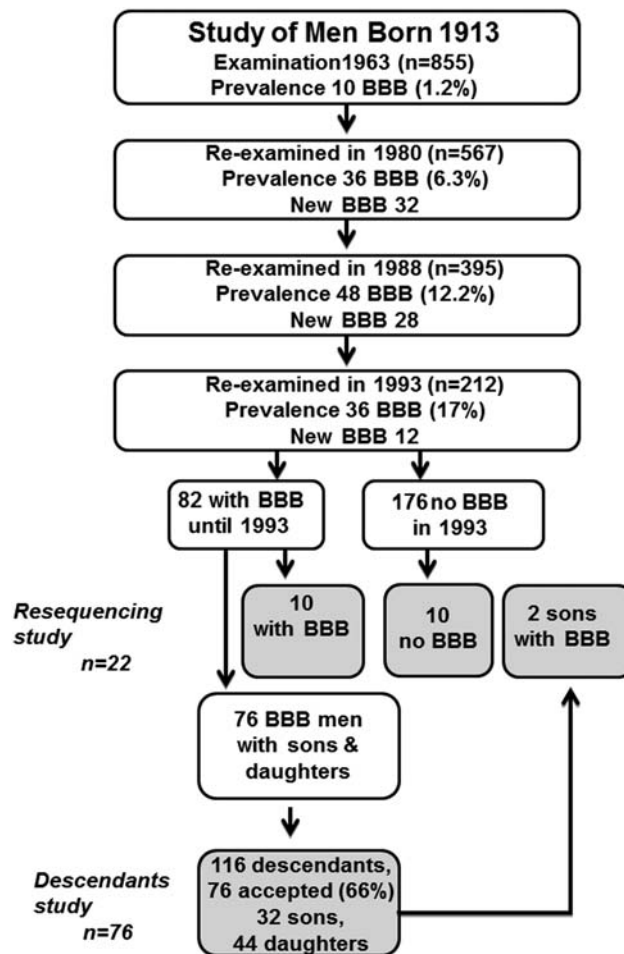 Study of Men Born 1913
Examination1963 (n=855)
Prevalence 10 BBB (1.2%)
Re-examined in 1980 (n=567)
Prevalence 36 BBB (6.3%)
New BBB 32
Re-examined in 1988 (n=395)
Prevalence 48 BBB (12.2%)
New BBB 28
Re-examined in 1993 (n=212)
Prevalence 36 BBB (17%)
New BBB 12
82 with BBB
until 1993
176 no BBB
in 1993
Resequencing
study
n=22
10
with BBB
10
no BBB
2 sons
with BBB
76 BBB men
with sons &
daughters
Descendants
study
n=76
116 descendants,
76 accepted (66%)
32 sons,
44 daughters